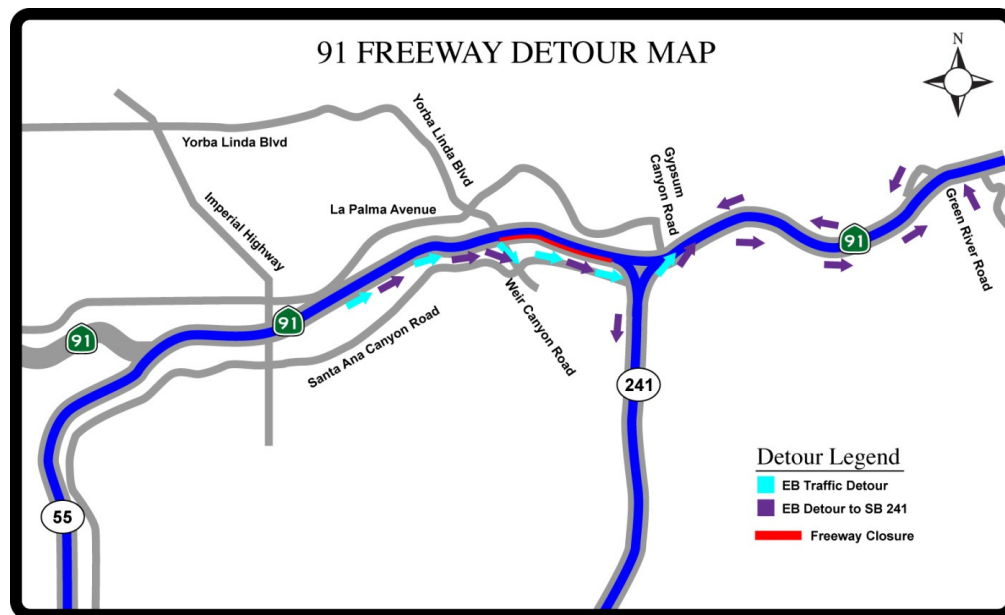 91 FREEWAY DETOUR MAP
N
Yorba Linda Blvd
Yorba Linda Blvd
Imperial Highway
La Palma Avenue
Gypsum
Canyon Road
Green River Road
91
91
91
Santa Ana Canyon Road
Weir Canyon Road
241
55
Detour Legend
EB Traffic Detour
EB Detour to SB 241
Freeway Closure